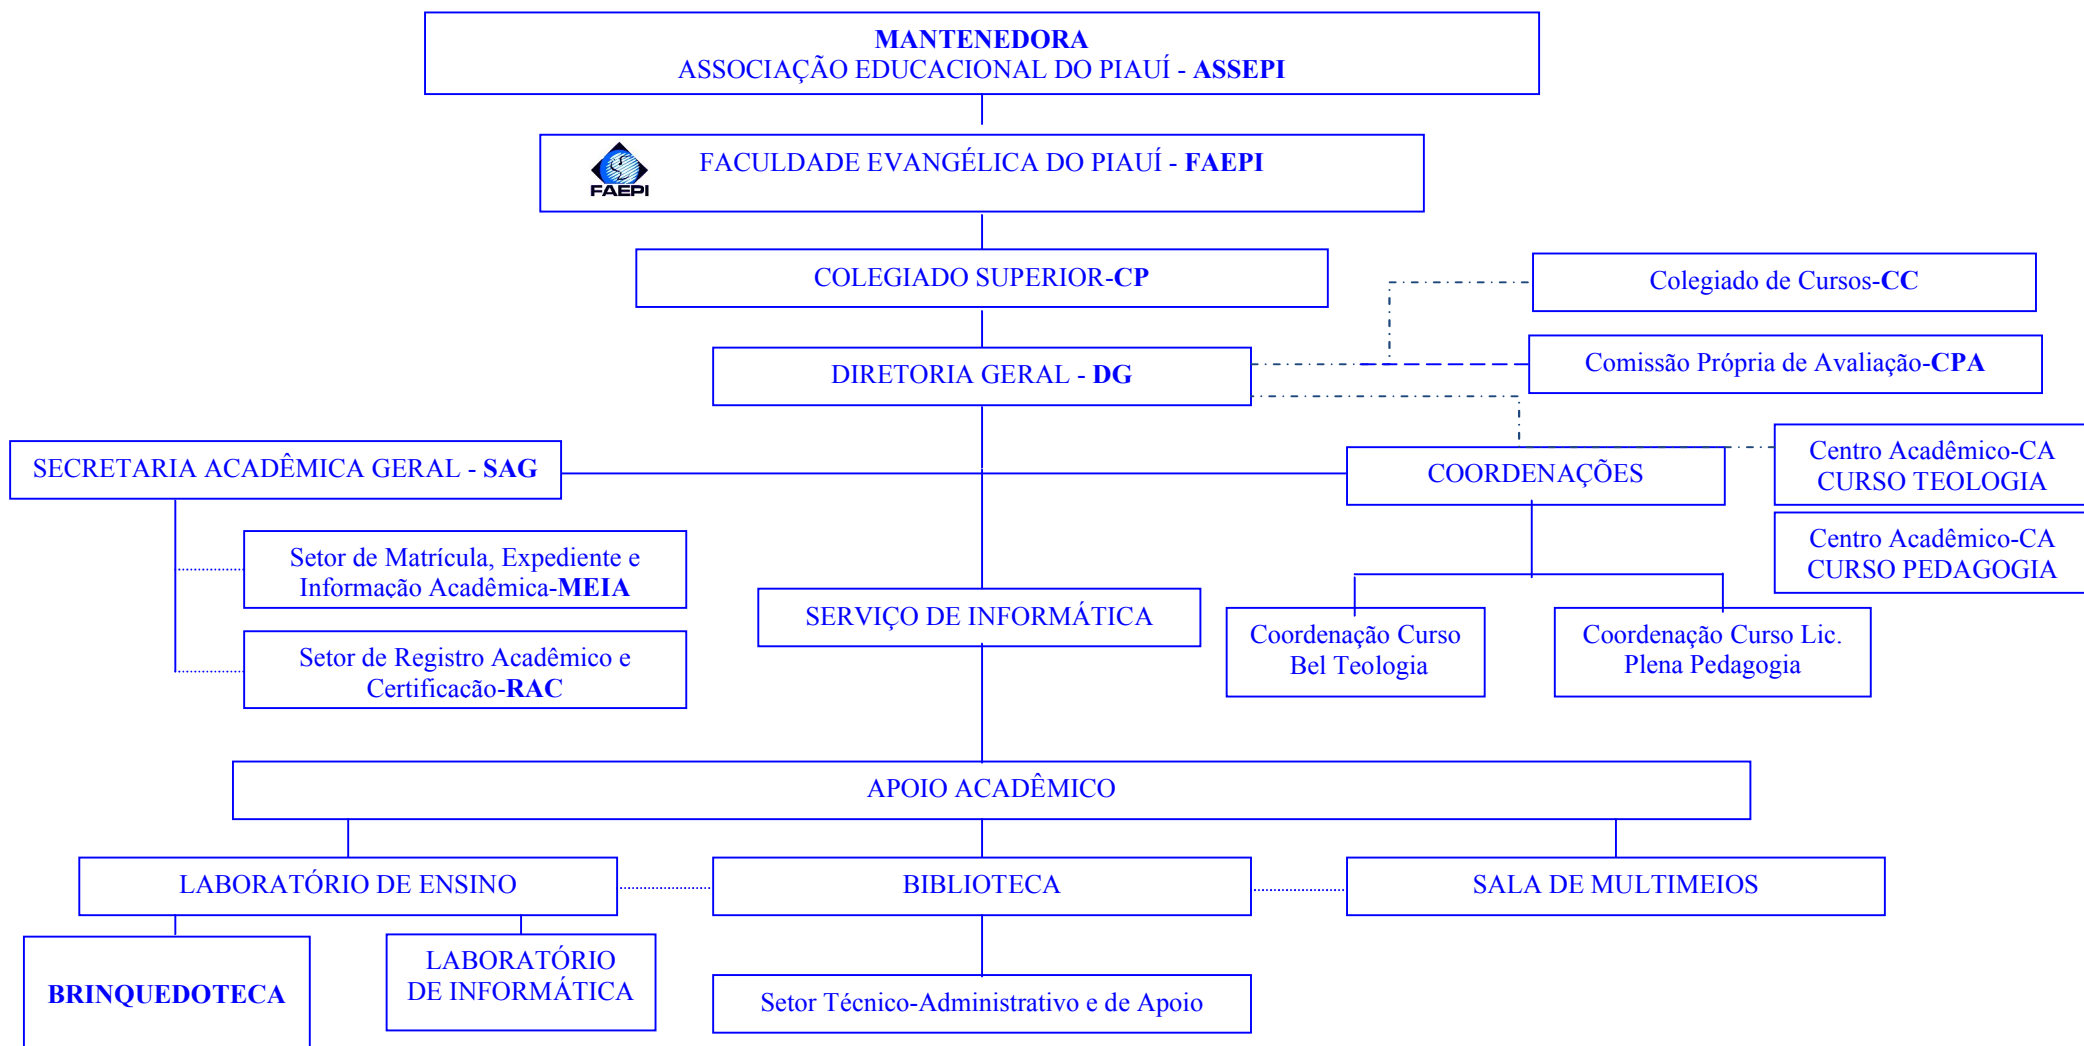 MANTENEDORA
ASSOCIAÇÃO EDUCACIONAL DO PIAUÍ - ASSEPI
FACULDADE EVANGÉLICA DO PIAUÍ - FAEPI
FAEPI
COLEGIADO SUPERIOR-CP
Colegiado de Cursos-CC
DIRETORIA GERAL - DG
Comissão Própria de Avaliação-CPA
SECRETARIA ACADÊMICA GERAL - SAG
COORDENAÇÕES
Centro Acadêmico-CA
CURSO TEOLOGIA
Centro Acadêmico-CA
CURSO PEDAGOGIA
Setor de Matrícula, Expediente e
Informação Acadêmica-MEIA
SERVIÇO DE INFORMÁTICA
Coordenação Curso
Bel Teologia
Coordenação Curso Lic.
Plena Pedagogia
Setor de Registro Acadêmico e
Certificacão-RAC
APOIO ACADÊMICO
LABORATÓRIO DE ENSINO
BIBLIOTECA
SALA DE MULTIMEIOS
BRINQUEDOTECA
LABORATÓRIO
DE INFORMÁTICA
Setor Técnico-Administrativo e de Apoio